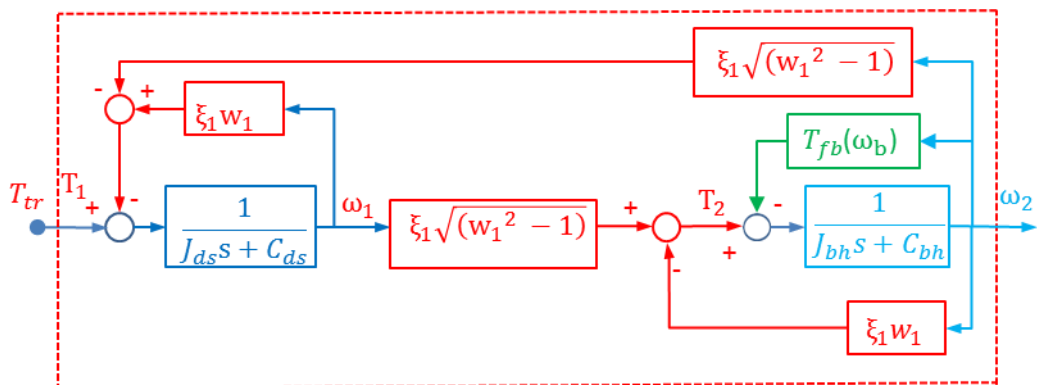 ξ₁√(w₁² − 1)
- +
ξ₁w₁
T_fb(ω_b)
T_tr T₁ + -
1
J_ds s + C_ds
ω₁
ξ₁√(w₁² − 1)
+ -
T₂
+ -
1
J_bh s + C_bh
ω₂
ξ₁w₁